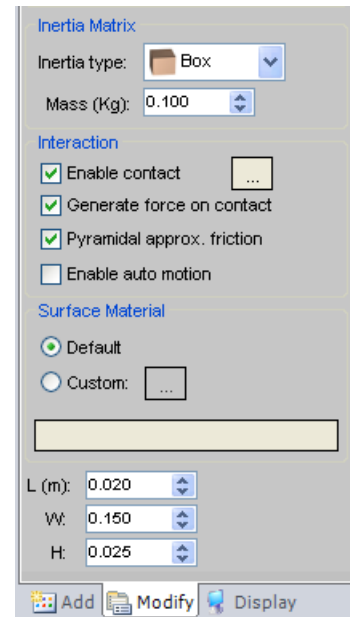 Inertia Matrix
Inertia type: Box
Mass (Kg): 0.100
Interaction
Enable contact ...
Generate force on contact
Pyramidal approx. friction
Enable auto motion
Surface Material
Default
Custom: ...
L (m): 0.020
W: 0.150
H: 0.025
Add Modify Display